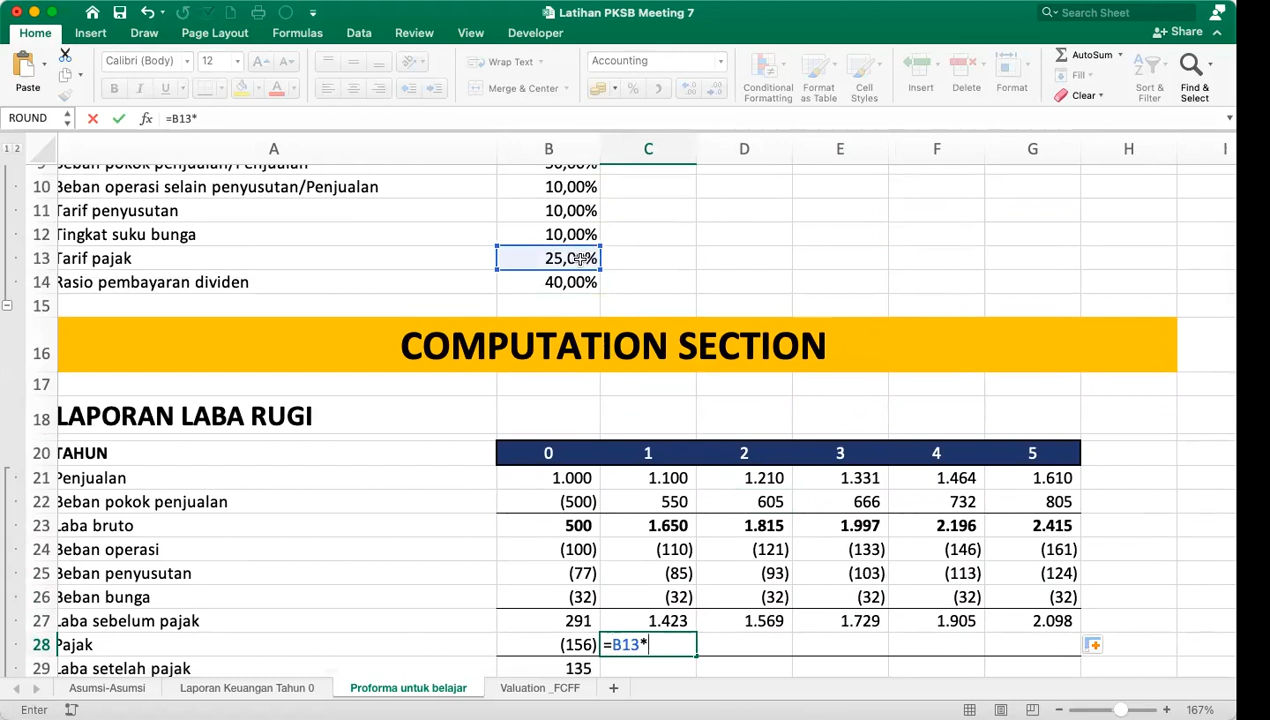 Latihan PKSB Meeting 7
Search Sheet
Home Insert Draw Page Layout Formulas Data Review View Developer
Share
Paste
Calibri (Body) 12
Wrap Text
Merge & Center
Accounting
Conditional Formatting
Format as Table
Cell Styles
Insert Delete Format
AutoSum
Fill
Clear
Sort & Filter
Find & Select
ROUND fx =B13*
1 2 A B C D E F G H I
9 Beban pokok penjualan/Penjualan 50,00%
10 Beban operasi selain penyusutan/Penjualan 10,00%
11 Tarif penyusutan 10,00%
12 Tingkat suku bunga 10,00%
13 Tarif pajak 25,00%
14 Rasio pembayaran dividen 40,00%
15
16 COMPUTATION SECTION
17
18 LAPORAN LABA RUGI
20 TAHUN 0 1 2 3 4 5
21 Penjualan 1.000 1.100 1.210 1.331 1.464 1.610
22 Beban pokok penjualan (500) 550 605 666 732 805
23 Laba bruto 500 1.650 1.815 1.997 2.196 2.415
24 Beban operasi (100) (110) (121) (133) (146) (161)
25 Beban penyusutan (77) (85) (93) (103) (113) (124)
26 Beban bunga (32) (32) (32) (32) (32) (32)
27 Laba sebelum pajak 291 1.423 1.569 1.729 1.905 2.098
28 Pajak (156) =B13*
29 Laba setelah pajak 135
Asumsi-Asumsi Laporan Keuangan Tahun 0 Proforma untuk belajar Valuation _FCFF
Enter 167%